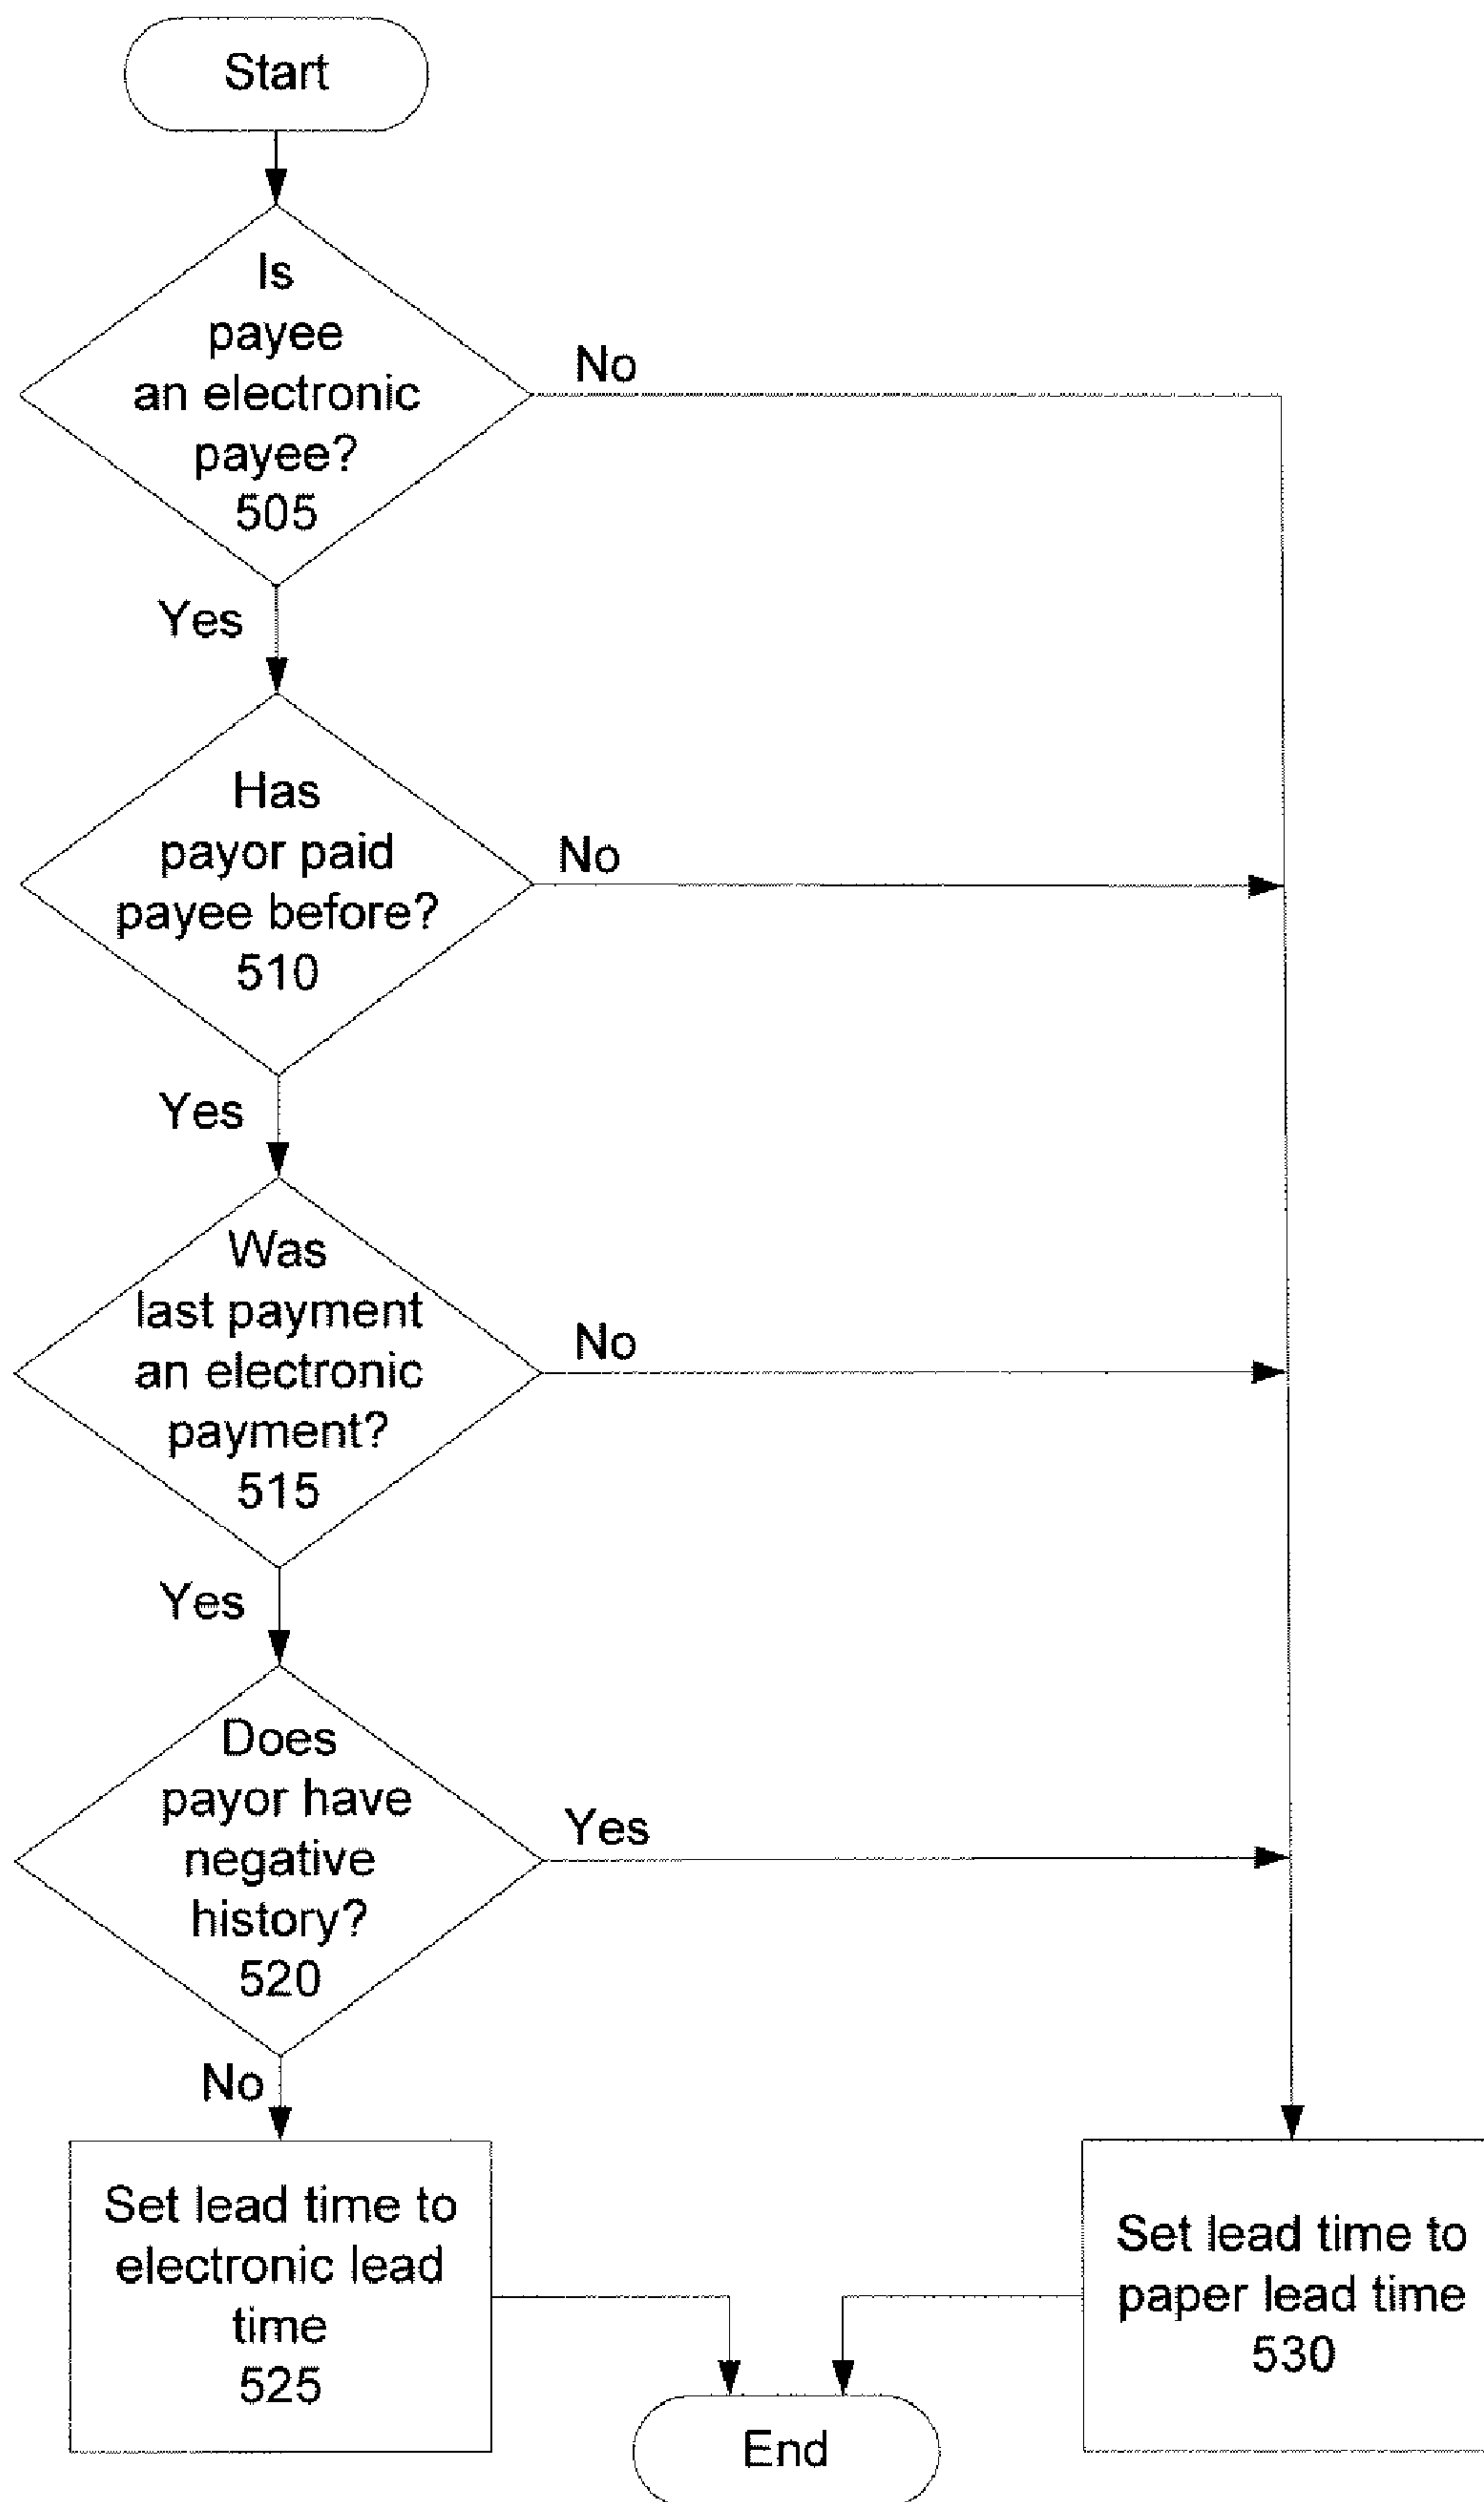 Start
Is
payee
an electronic
payee?
505
No
Yes
Has
payor paid
payee before?
510
No
Yes
Was
last payment
an electronic
payment?
515
No
Yes
Does
payor have
negative
history?
520
Yes
No
Set lead time to
electronic lead
time
525
Set lead time to
paper lead time
530
End